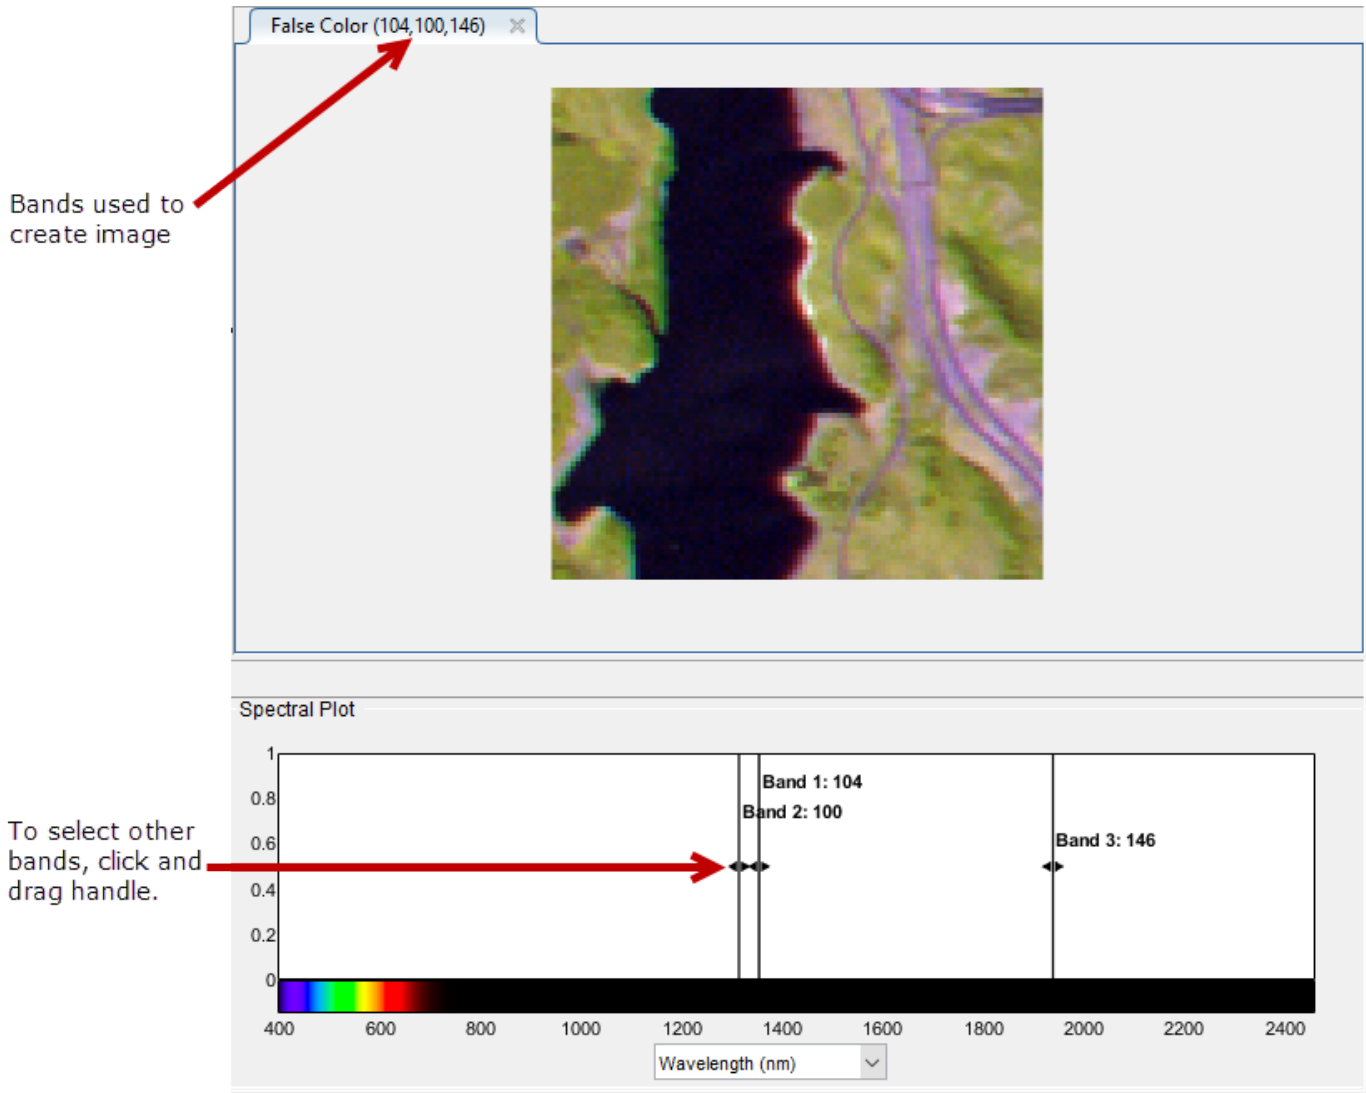 False Color (104,100,146)
Bands used to
create image
Spectral Plot
1
0.8
0.6
0.4
0.2
0
Band 1: 104
Band 2: 100
Band 3: 146
To select other
bands, click and
drag handle.
400 600 800 1000 1200 1400 1600 1800 2000 2200 2400
Wavelength (nm)